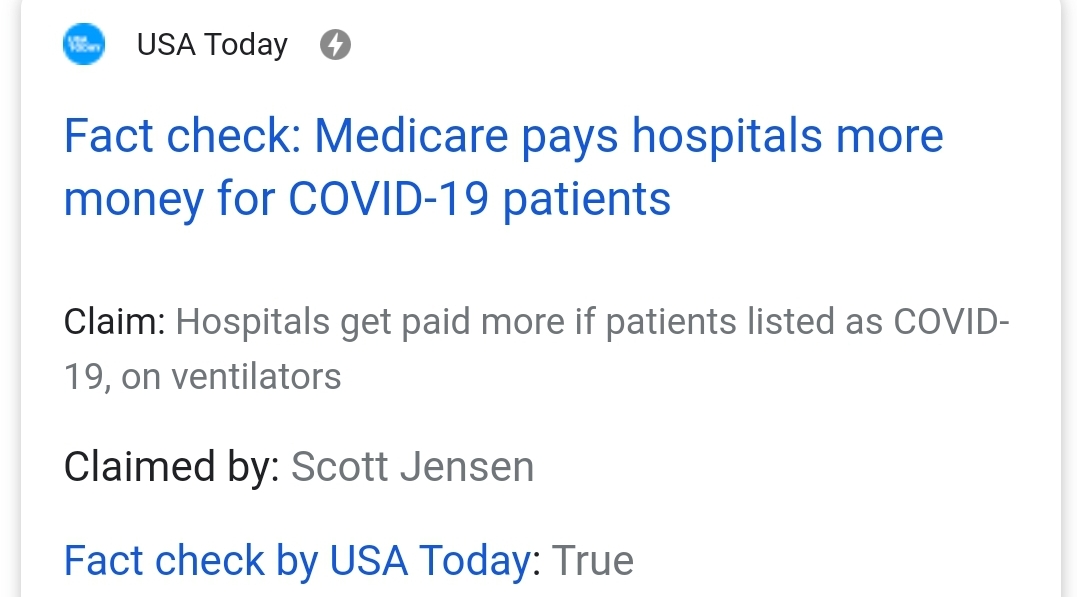 USA Today
Fact check: Medicare pays hospitals more
money for COVID-19 patients
Claim: Hospitals get paid more if patients listed as COVID-
19, on ventilators
Claimed by: Scott Jensen
Fact check by USA Today: True